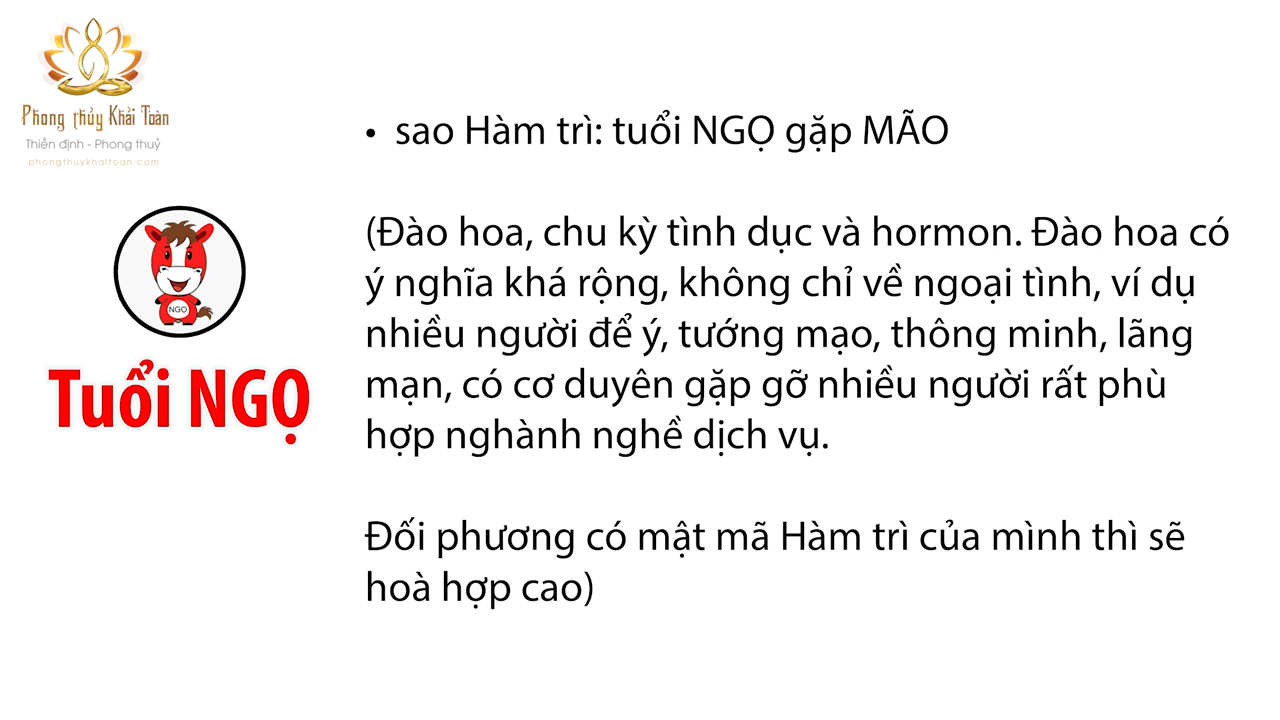 Phong thủy Khải Toàn
Thiền định - Phong thuỷ
phongthuykhaitoan.com
NGỌ
Tuổi NGỌ
• sao Hàm trì: tuổi NGỌ gặp MÃO
(Đào hoa, chu kỳ tình dục và hormon. Đào hoa có
ý nghĩa khá rộng, không chỉ về ngoại tình, ví dụ
nhiều người để ý, tướng mạo, thông minh, lãng
mạn, có cơ duyên gặp gỡ nhiều người rất phù
hợp nghành nghề dịch vụ.
Đối phương có mật mã Hàm trì của mình thì sẽ
hoà hợp cao)